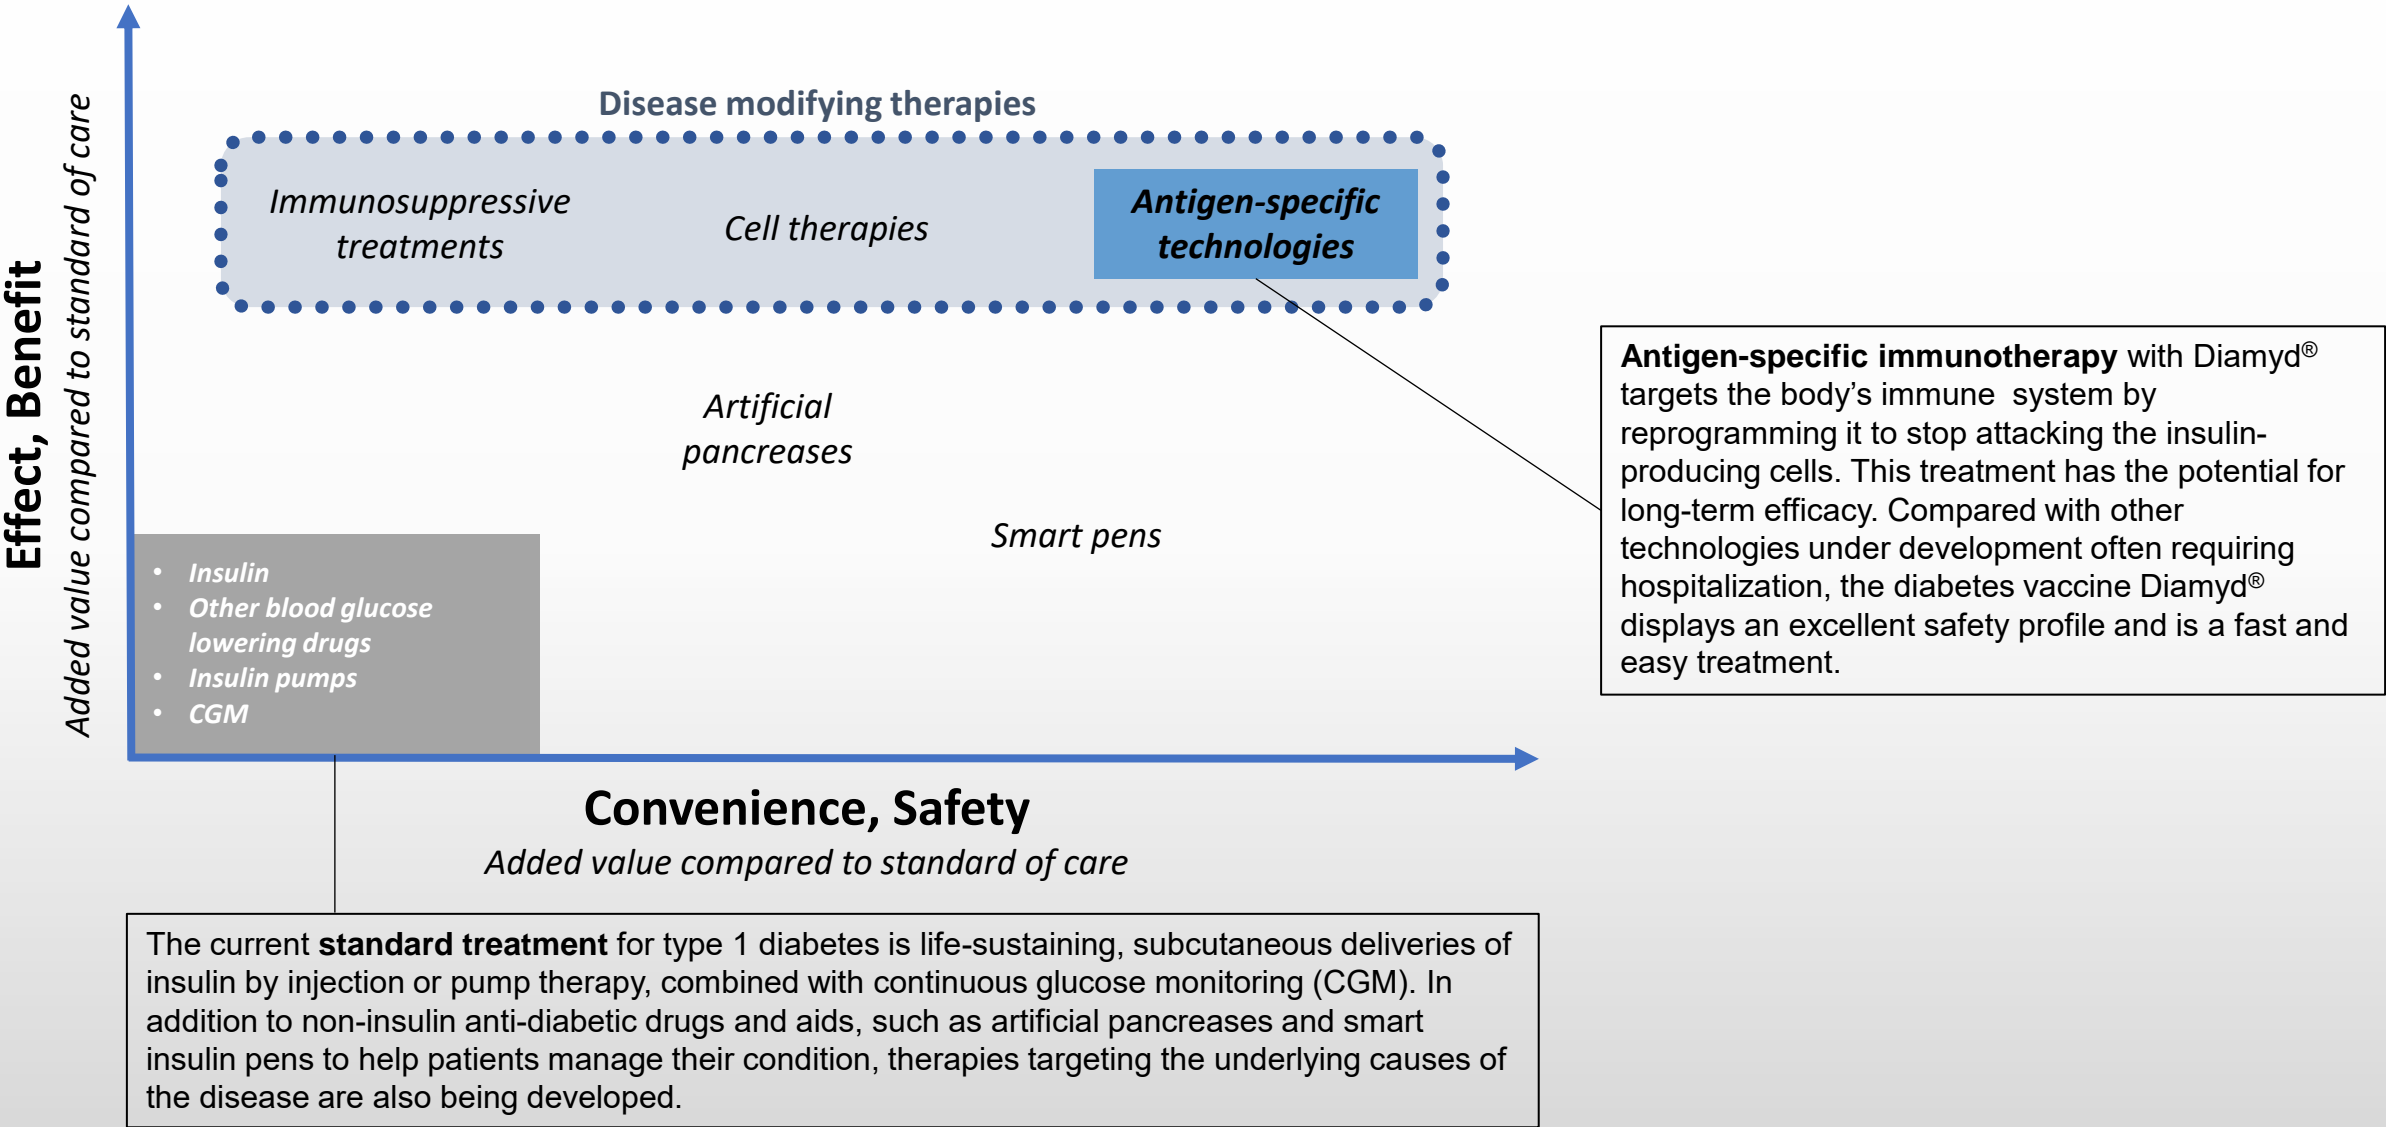 Effect, Benefit
Added value compared to standard of care
Disease modifying therapies
Immunosuppressive
treatments
Cell therapies
Antigen-specific
technologies
Artificial
pancreases
Smart pens
• Insulin
• Other blood glucose
lowering drugs
• Insulin pumps
• CGM
Antigen-specific immunotherapy with Diamyd®
targets the body’s immune system by
reprogramming it to stop attacking the insulin-
producing cells. This treatment has the potential for
long-term efficacy. Compared with other
technologies under development often requiring
hospitalization, the diabetes vaccine Diamyd®
displays an excellent safety profile and is a fast and
easy treatment.
Convenience, Safety
Added value compared to standard of care
The current standard treatment for type 1 diabetes is life-sustaining, subcutaneous deliveries of
insulin by injection or pump therapy, combined with continuous glucose monitoring (CGM). In
addition to non-insulin anti-diabetic drugs and aids, such as artificial pancreases and smart
insulin pens to help patients manage their condition, therapies targeting the underlying causes of
the disease are also being developed.